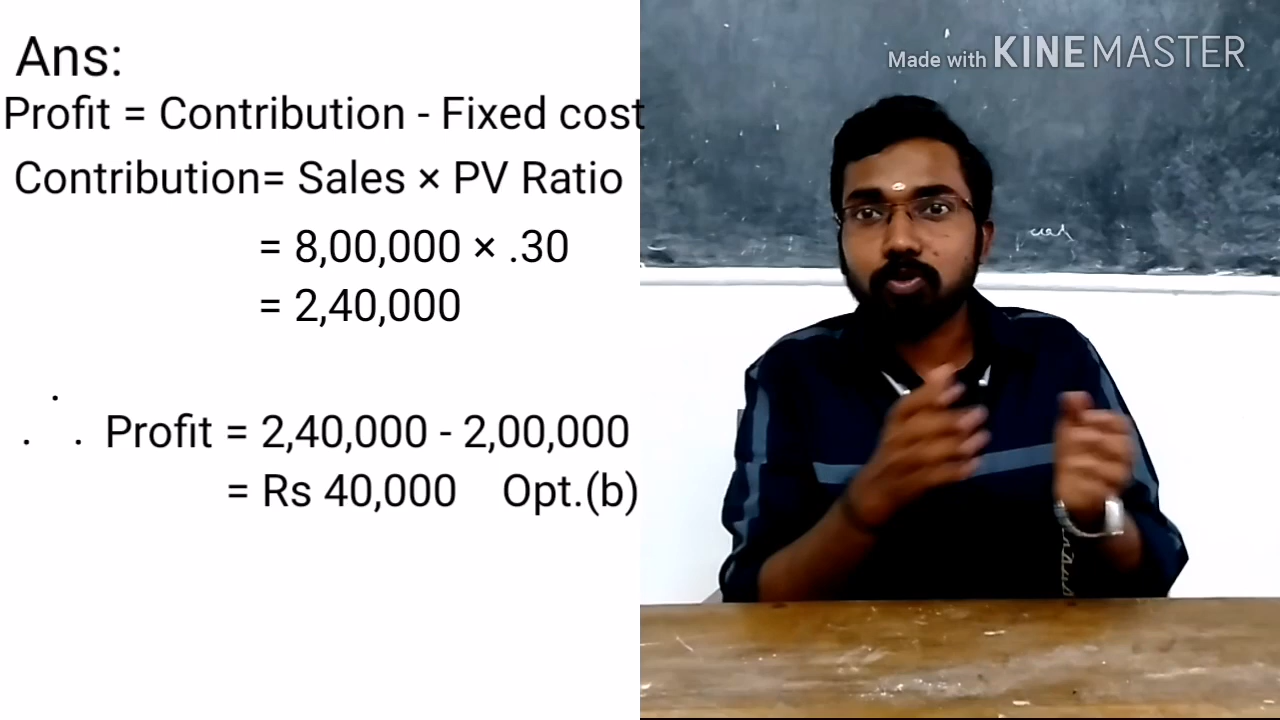 Ans:
Profit = Contribution - Fixed cost
Contribution= Sales × PV Ratio
= 8,00,000 × .30
= 2,40,000
∴ Profit = 2,40,000 - 2,00,000
= Rs 40,000 Opt.(b)
Made with KINEMASTER